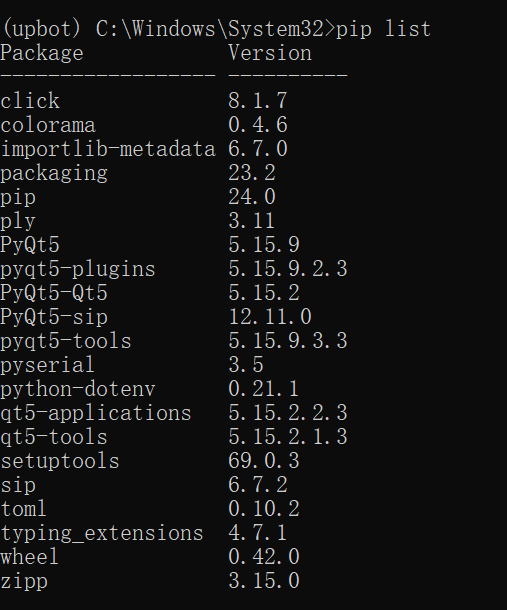 (upbot) C:\Windows\System32>pip list
Package            Version
------------------ ----------
click              8.1.7
colorama           0.4.6
importlib-metadata 6.7.0
packaging          23.2
pip                24.0
ply                3.11
PyQt5              5.15.9
pyqt5-plugins      5.15.9.2.3
PyQt5-Qt5          5.15.2
PyQt5-sip          12.11.0
pyqt5-tools        5.15.9.3.3
pyserial           3.5
python-dotenv      0.21.1
qt5-applications   5.15.2.2.3
qt5-tools          5.15.2.1.3
setuptools         69.0.3
sip                6.7.2
toml               0.10.2
typing_extensions  4.7.1
wheel              0.42.0
zipp               3.15.0